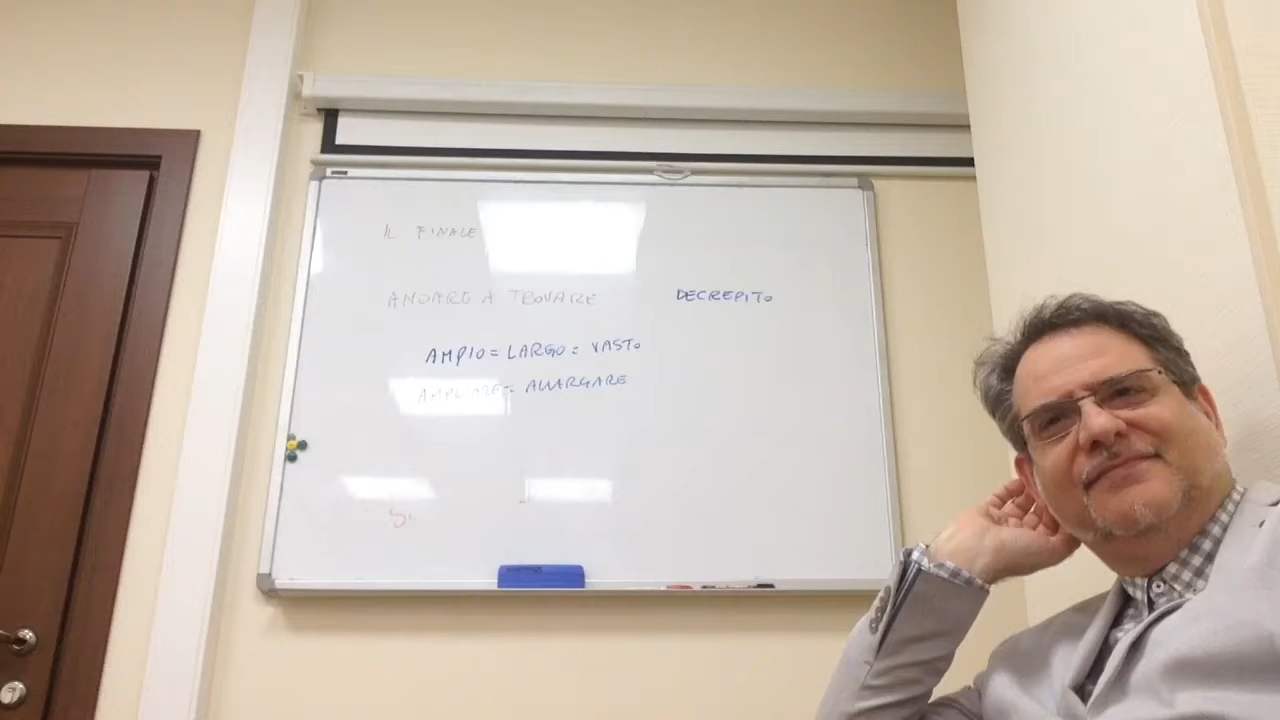 IL FINALE
ANDARE A TROVARE DECREPITO
AMPIO = LARGO = VASTO
AMPLIARE = ALLARGARE